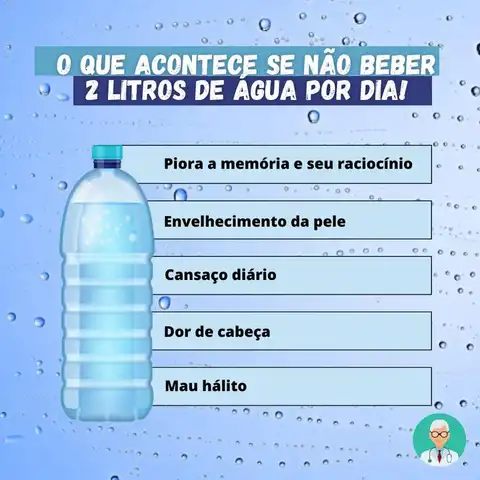 O QUE ACONTECE SE NÃO BEBER
2 LITROS DE ÁGUA POR DIA!
Piora a memória e seu raciocínio
Envelhecimento da pele
Cansaço diário
Dor de cabeça
Mau hálito